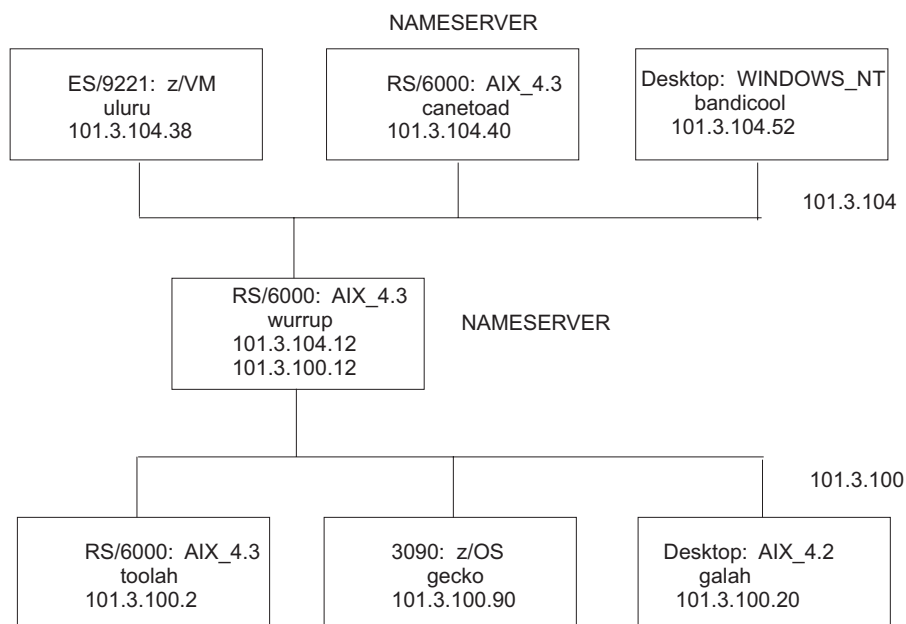 NAMESERVER
ES/9221: z/VM
uluru
101.3.104.38
RS/6000: AIX_4.3
canetoad
101.3.104.40
Desktop: WINDOWS_NT
bandicool
101.3.104.52
101.3.104
RS/6000: AIX_4.3
wurrup
101.3.104.12
101.3.100.12
NAMESERVER
101.3.100
RS/6000: AIX_4.3
toolah
101.3.100.2
3090: z/OS
gecko
101.3.100.90
Desktop: AIX_4.2
galah
101.3.100.20